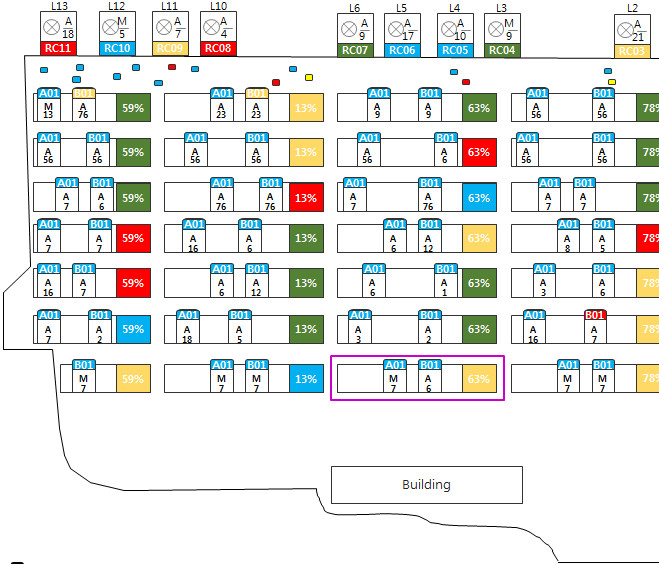 L13 L12 L11 L10 L6 L5 L4 L3 L2
A M A A A A A M A
18 5 7 4 9 17 10 9 21
RC11 RC10 RC09 RC08 RC07 RC06 RC05 RC04 RC03
A01 B01 A01 B01 A01 B01 A01 B01
M A 59% A A 13% A A 63% A A 78%
13 76 23 23 9 9 56 56
A01 B01 A01 B01 A01 B01 A01 B01
A A 59% A A 13% A A 63% A A 78%
56 56 56 56 56 6 56 56
A01 B01 A01 B01 A01 B01 A01 B01
A A 59% A A 13% A A 63% A A 78%
7 6 76 76 7 76 7 7
A01 B01 A01 B01 A01 B01 A01 B01
A A 59% A A 13% A A 63% A A 78%
7 7 16 6 6 12 8 5
A01 B01 A01 B01 A01 B01 A01 B01
A A 59% A A 13% A A 63% A A 78%
16 7 6 12 6 1 3 6
A01 B01 A01 B01 A01 B01 A01 B01
A A 59% A A 13% A A 63% A A 78%
7 2 18 5 3 2 16 7
B01 A01 B01 A01 B01 A01 B01
M 59% M M 13% M A 63% M M 78%
7 7 7 7 6 7 7
Building